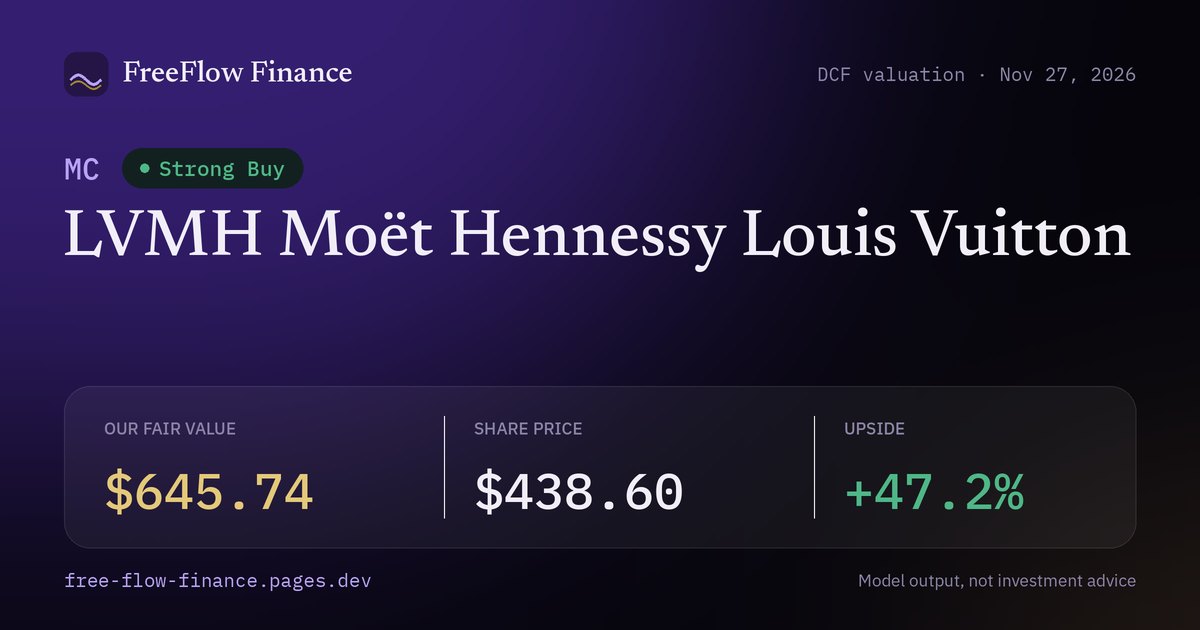 FreeFlow Finance
DCF valuation · Nov 27, 2026
MC
Strong Buy
LVMH Moët Hennessy Louis Vuitton
OUR FAIR VALUE
$645.74
SHARE PRICE
$438.60
UPSIDE
+47.2%
free-flow-finance.pages.dev
Model output, not investment advice